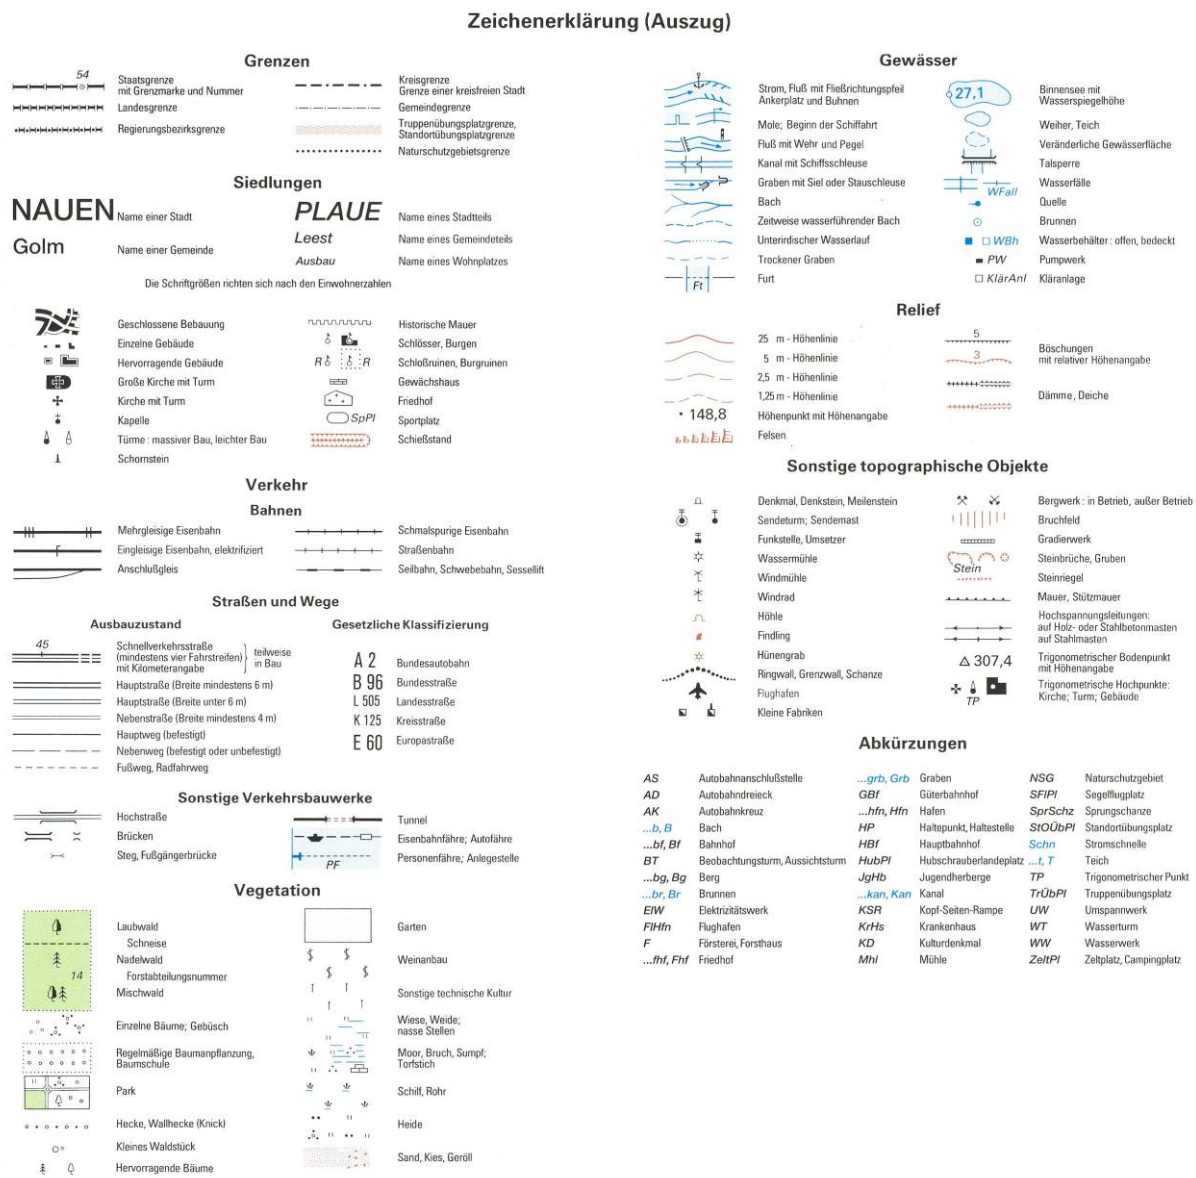 Zeichenerklärung (Auszug)
Grenzen
54
Staatsgrenze
mit Grenzmarke und Nummer
Landesgrenze
Regierungsbezirksgrenze
Kreisgrenze
Grenze einer kreisfreien Stadt
Gemeindegrenze
Truppenübungsplatzgrenze,
Standortübungsplatzgrenze
Naturschutzgebietsgrenze
Siedlungen
NAUEN Name einer Stadt
Golm Name einer Gemeinde
PLAUE Name eines Stadtteils
Leest Name eines Gemeindeteils
Ausbau Name eines Wohnplatzes
Die Schriftgrößen richten sich nach den Einwohnerzahlen
Geschlossene Bebauung
Einzelne Gebäude
Hervorragende Gebäude
Große Kirche mit Turm
Kirche mit Turm
Kapelle
Türme : massiver Bau, leichter Bau
Schornstein
Historische Mauer
Schlösser, Burgen
R R Schloßruinen, Burgruinen
Gewächshaus
Friedhof
SpPl Sportplatz
Schießstand
Verkehr
Bahnen
Mehrgleisige Eisenbahn
Eingleisige Eisenbahn, elektrifiziert
Anschlußgleis
Schmalspurige Eisenbahn
Straßenbahn
Seilbahn, Schwebebahn, Sessellift
Straßen und Wege
Ausbauzustand
45
Schnellverkehrsstraße
(mindestens vier Fahrstreifen)
mit Kilometerangabe
teilweise
in Bau
Hauptstraße (Breite mindestens 6 m)
Hauptstraße (Breite unter 6 m)
Nebenstraße (Breite mindestens 4 m)
Hauptweg (befestigt)
Nebenweg (befestigt oder unbefestigt)
Fußweg, Radfahrweg
Gesetzliche Klassifizierung
A 2 Bundesautobahn
B 96 Bundesstraße
L 505 Landesstraße
K 125 Kreisstraße
E 60 Europastraße
Sonstige Verkehrsbauwerke
Hochstraße
Brücken
Steg, Fußgängerbrücke
Tunnel
Eisenbahnfähre; Autofähre
PF Personenfähre; Anlegestelle
Vegetation
Laubwald
Schneise
Nadelwald
14 Forstabteilungsnummer
Mischwald
Einzelne Bäume; Gebüsch
Regelmäßige Baumanpflanzung,
Baumschule
Park
Hecke, Wallhecke (Knick)
Kleines Waldstück
Hervorragende Bäume
Garten
Weinanbau
Sonstige technische Kultur
Wiese, Weide;
nasse Stellen
Moor, Bruch, Sumpf;
Torfstich
Schilf, Rohr
Heide
Sand, Kies, Geröll
Gewässer
Strom, Fluß mit Fließrichtungspfeil
Ankerplatz und Buhnen
Mole; Beginn der Schiffahrt
Fluß mit Wehr und Pegel
Kanal mit Schiffsschleuse
Graben mit Siel oder Stauschleuse
Bach
Zeitweise wasserführender Bach
Unterirdischer Wasserlauf
Trockener Graben
Ft Furt
27,1 Binnensee mit
Wasserspiegelhöhe
Weiher, Teich
Veränderliche Gewässerfläche
Talsperre
WFall Wasserfälle
Quelle
Brunnen
WBh Wasserbehälter : offen, bedeckt
PW Pumpwerk
KlärAnl Kläranlage
Relief
25 m - Höhenlinie
5 m - Höhenlinie
2,5 m - Höhenlinie
1,25 m - Höhenlinie
148,8 Höhenpunkt mit Höhenangabe
Felsen
5
3
Böschungen
mit relativer Höhenangabe
Dämme, Deiche
Sonstige topographische Objekte
Denkmal, Denkstein, Meilenstein
Sendeturm; Sendemast
Funkstelle, Umsetzer
Wassermühle
Windmühle
Windrad
Höhle
Findling
Hünengrab
Ringwall, Grenzwall, Schanze
Flughafen
Kleine Fabriken
Bergwerk : in Betrieb, außer Betrieb
Bruchfeld
Gradierwerk
Steinbrüche, Gruben
Stein
Steinriegel
Mauer, Stützmauer
Hochspannungsleitungen:
auf Holz- oder Stahlbetonmasten
auf Stahlmasten
307,4 Trigonometrischer Bodenpunkt
mit Höhenangabe
Trigonometrische Hochpunkte:
Kirche; Turm; Gebäude
TP
Abkürzungen
AS Autobahnanschlußstelle
AD Autobahndreieck
AK Autobahnkreuz
...b, B Bach
...bf, Bf Bahnhof
BT Beobachtungsturm, Aussichtsturm
...bg, Bg Berg
...br, Br Brunnen
EIW Elektrizitätswerk
FlHfn Flughafen
F Försterei, Forsthaus
...fhf, Fhf Friedhof
...grb, Grb Graben
GBf Güterbahnhof
...hfn, Hfn Hafen
HP Haltepunkt, Haltestelle
HBf Hauptbahnhof
HubPl Hubschrauberlandeplatz
JgHb Jugendherberge
...kan, Kan Kanal
KSR Kopf-Seiten-Rampe
KrHs Krankenhaus
KD Kulturdenkmal
Mhl Mühle
NSG Naturschutzgebiet
SFlPl Segelflugplatz
SprSchz Sprungschanze
StOÜbPl Standortübungsplatz
Schn Stromschnelle
...t, T Teich
TP Trigonometrischer Punkt
TrÜbPl Truppenübungsplatz
UW Umspannwerk
WT Wasserturm
WW Wasserwerk
ZeltPl Zeltplatz, Campingplatz